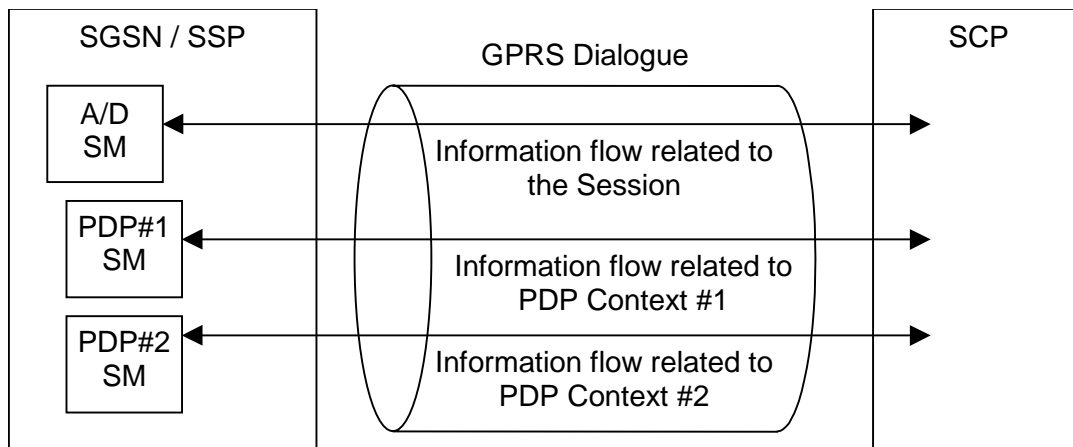 SGSN / SSP
GPRS Dialogue
SCP
A/D
SM
Information flow related to
the Session
PDP#1
SM
Information flow related to
PDP Context #1
PDP#2
SM
Information flow related to
PDP Context #2